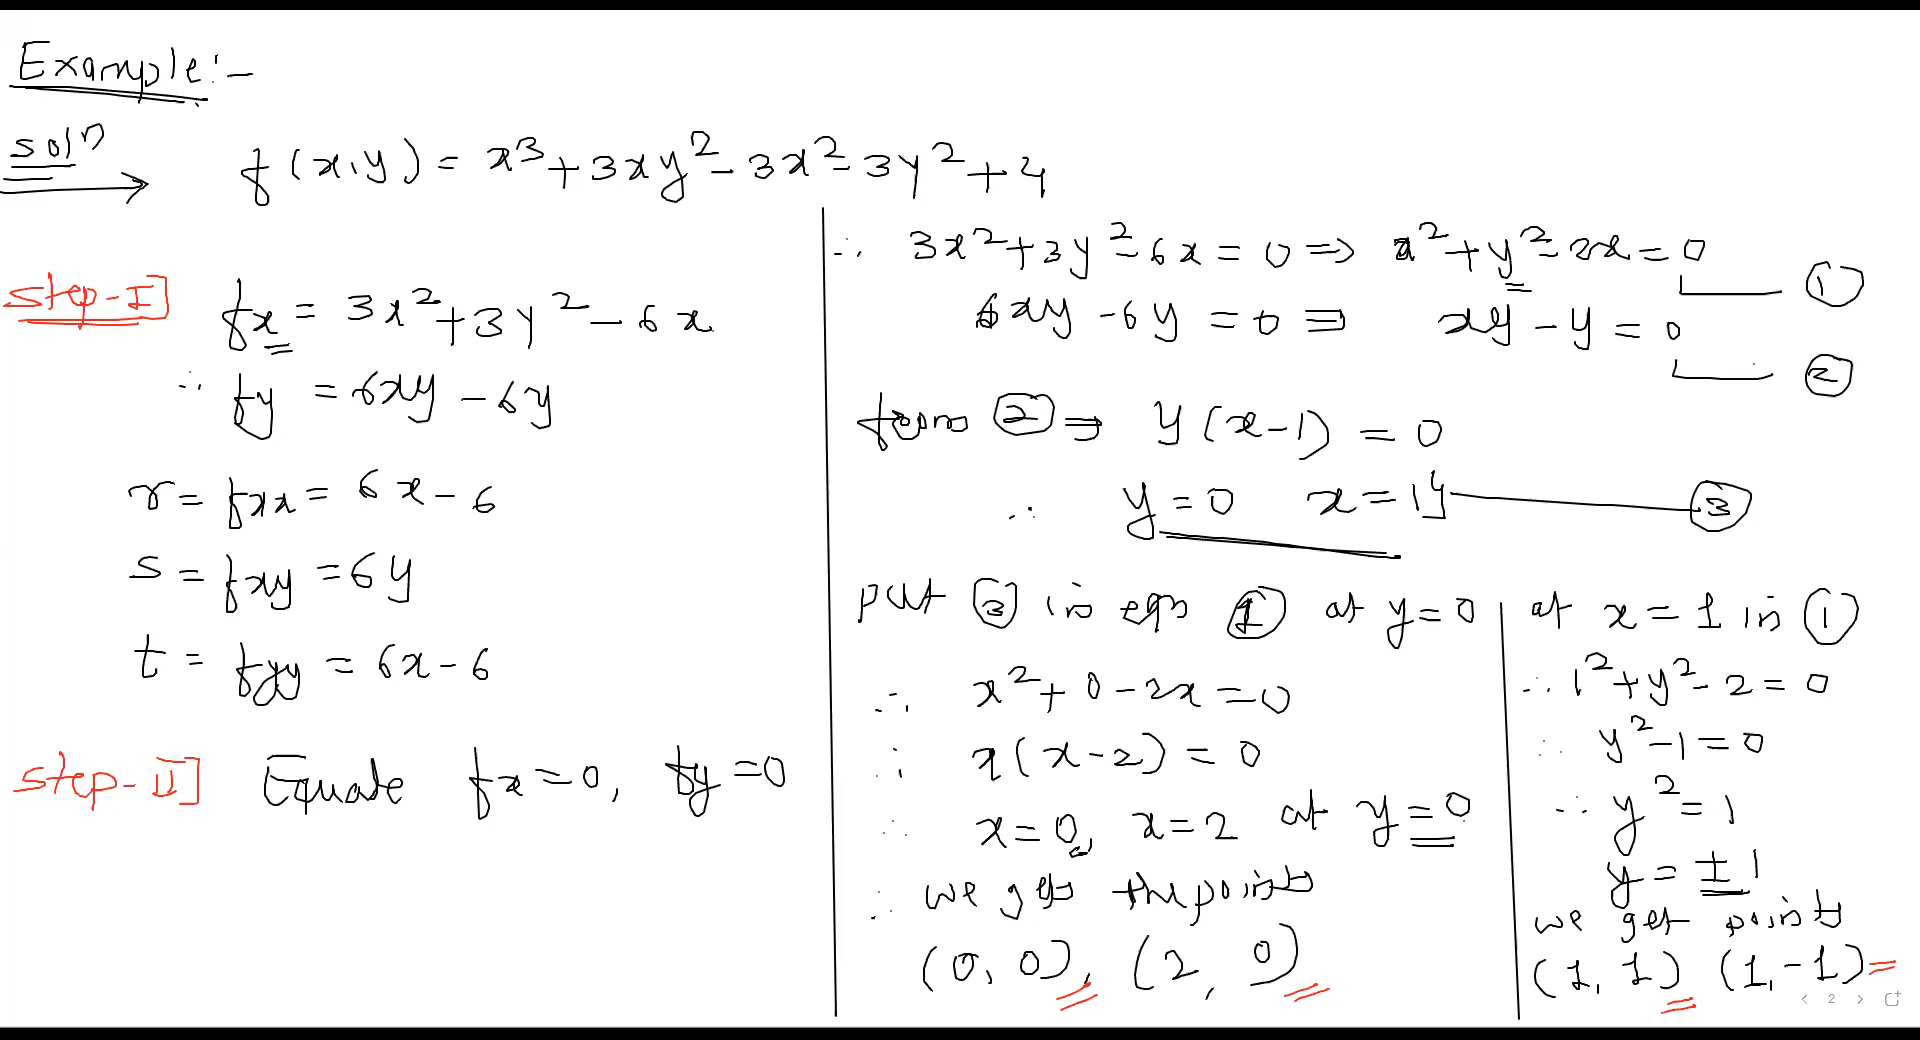 Example:-
soln
f(x,y) = x³+3xy²-3x²-3y²+4
step-I] fx = 3x²+3y²-6x
∴ fy = 6xy-6y
r = fxx = 6x-6
s = fxy = 6y
t = fyy = 6x-6
step-II] Equate fx=0, fy=0
∴ 3x²+3y²-6x=0 ⇒ x²+y²-2x=0 ①
6xy-6y=0 ⇒ xy-y=0 ②
from ② ⇒ y(x-1)=0
∴ y=0 x=1} ③
put ③ in eqn ① at y=0
∴ x²+0-2x=0
∴ x(x-2)=0
∴ x=0, x=2 at y=0
∴ we gets the points
(0,0), (2,0)
at x=1 in ①
∴ 1²+y²-2=0
∴ y²-1=0
∴ y²=1
y=±1
we get points
(1,1) (1,-1)
< 2 >